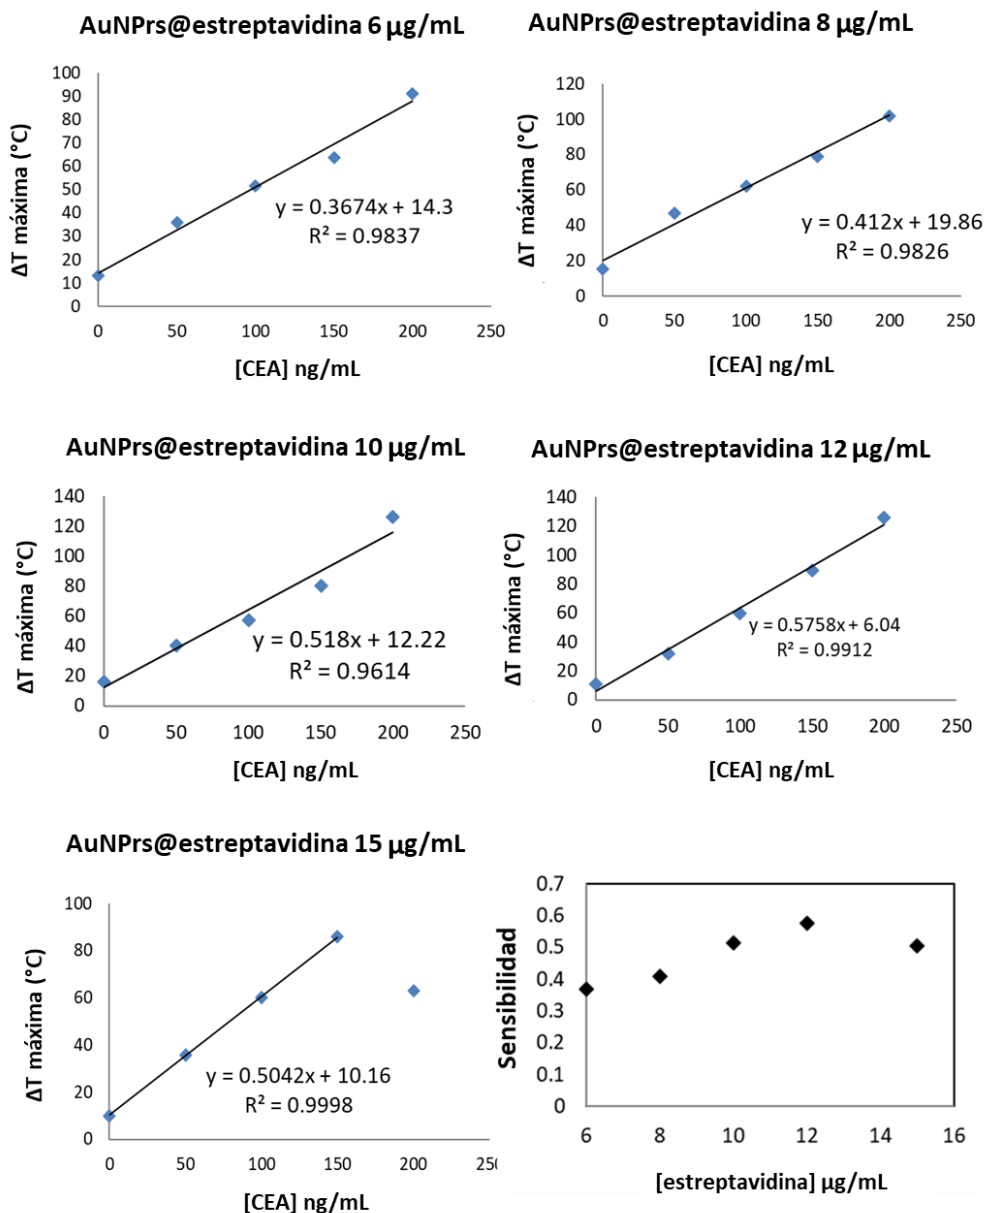 AuNPrs@estreptavidina 6 µg/mL
ΔT máxima (°C)
100
90
80
70
60
50
40
30
20
10
0
y = 0.3674x + 14.3
R² = 0.9837
0 50 100 150 200 250
[CEA] ng/mL
AuNPrs@estreptavidina 8 µg/mL
ΔT máxima (°C)
120
100
80
60
40
20
0
y = 0.412x + 19.86
R² = 0.9826
0 50 100 150 200 250
[CEA] ng/mL
AuNPrs@estreptavidina 10 µg/mL
ΔT máxima (°C)
140
120
100
80
60
40
20
0
y = 0.518x + 12.22
R² = 0.9614
0 50 100 150 200 250
[CEA] ng/mL
AuNPrs@estreptavidina 12 µg/mL
ΔT máxima (°C)
140
120
100
80
60
40
20
0
y = 0.5758x + 6.04
R² = 0.9912
0 50 100 150 200 250
[CEA] ng/mL
AuNPrs@estreptavidina 15 µg/mL
ΔT máxima (°C)
100
80
60
40
20
0
y = 0.5042x + 10.16
R² = 0.9998
0 50 100 150 200 250
[CEA] ng/mL
Sensibilidad
0.7
0.6
0.5
0.4
0.3
0.2
0.1
0
6 8 10 12 14 16
[estreptavidina] µg/mL